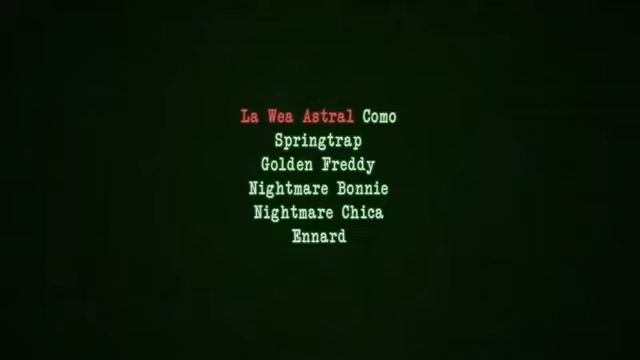 La Wea Astral Como
Springtrap
Golden Freddy
Nightmare Bonnie
Nightmare Chica
Ennard